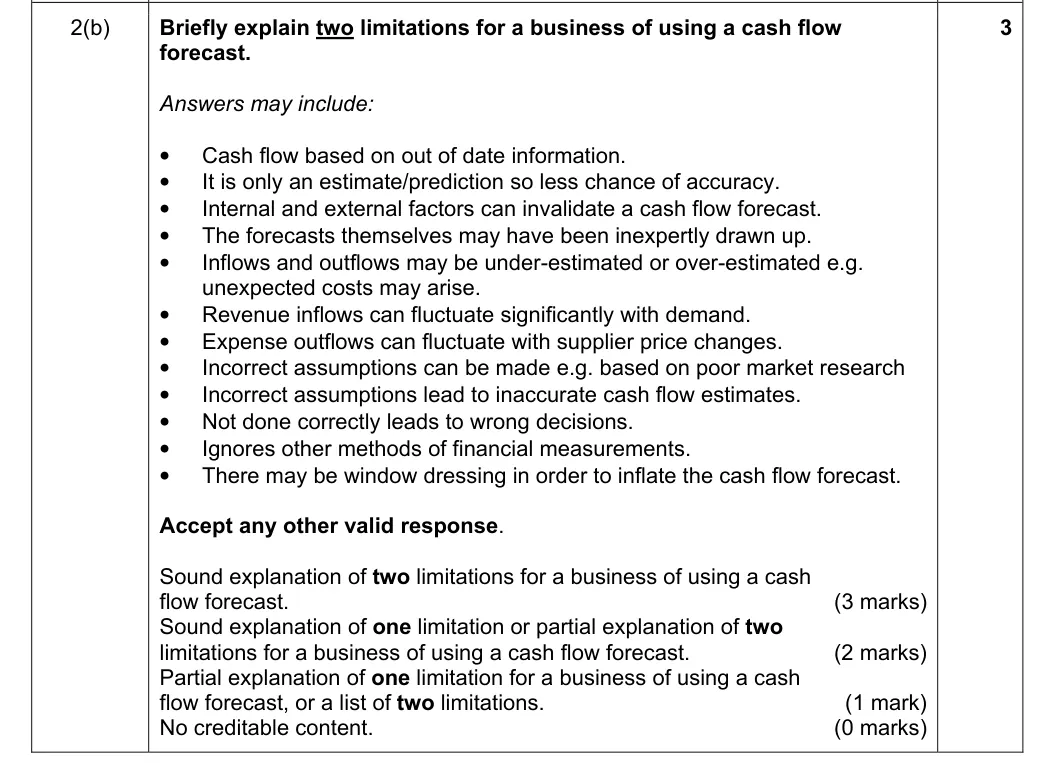 2(b)
Briefly explain two limitations for a business of using a cash flow
forecast.
3
Answers may include:
• Cash flow based on out of date information.
• It is only an estimate/prediction so less chance of accuracy.
• Internal and external factors can invalidate a cash flow forecast.
• The forecasts themselves may have been inexpertly drawn up.
• Inflows and outflows may be under-estimated or over-estimated e.g.
unexpected costs may arise.
• Revenue inflows can fluctuate significantly with demand.
• Expense outflows can fluctuate with supplier price changes.
• Incorrect assumptions can be made e.g. based on poor market research
• Incorrect assumptions lead to inaccurate cash flow estimates.
• Not done correctly leads to wrong decisions.
• Ignores other methods of financial measurements.
• There may be window dressing in order to inflate the cash flow forecast.
Accept any other valid response.
Sound explanation of two limitations for a business of using a cash
flow forecast. (3 marks)
Sound explanation of one limitation or partial explanation of two
limitations for a business of using a cash flow forecast. (2 marks)
Partial explanation of one limitation for a business of using a cash
flow forecast, or a list of two limitations. (1 mark)
No creditable content. (0 marks)